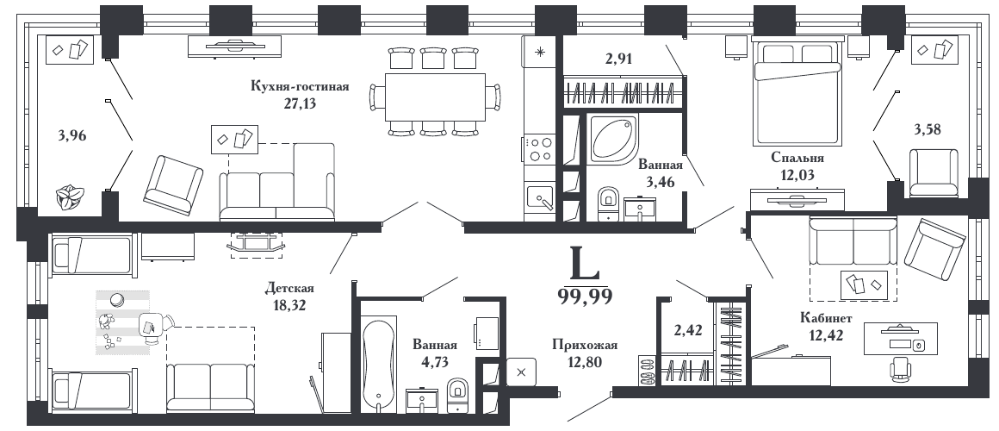 2,91
Кухня-гостиная
27,13
3,96
3,58
Спальня
12,03
Ванная
3,46
L
99,99
Детская
18,32
Кабинет
12,42
2,42
Ванная
4,73
Прихожая
12,80